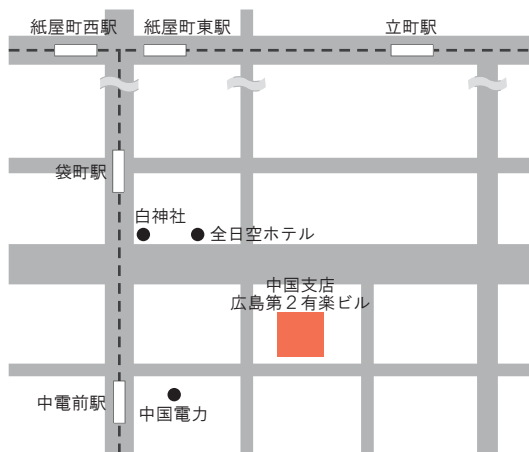 紙屋町西駅
紙屋町東駅
立町駅
袋町駅
白神社
全日空ホテル
中国支店
広島第２有楽ビル
中電前駅
中国電力